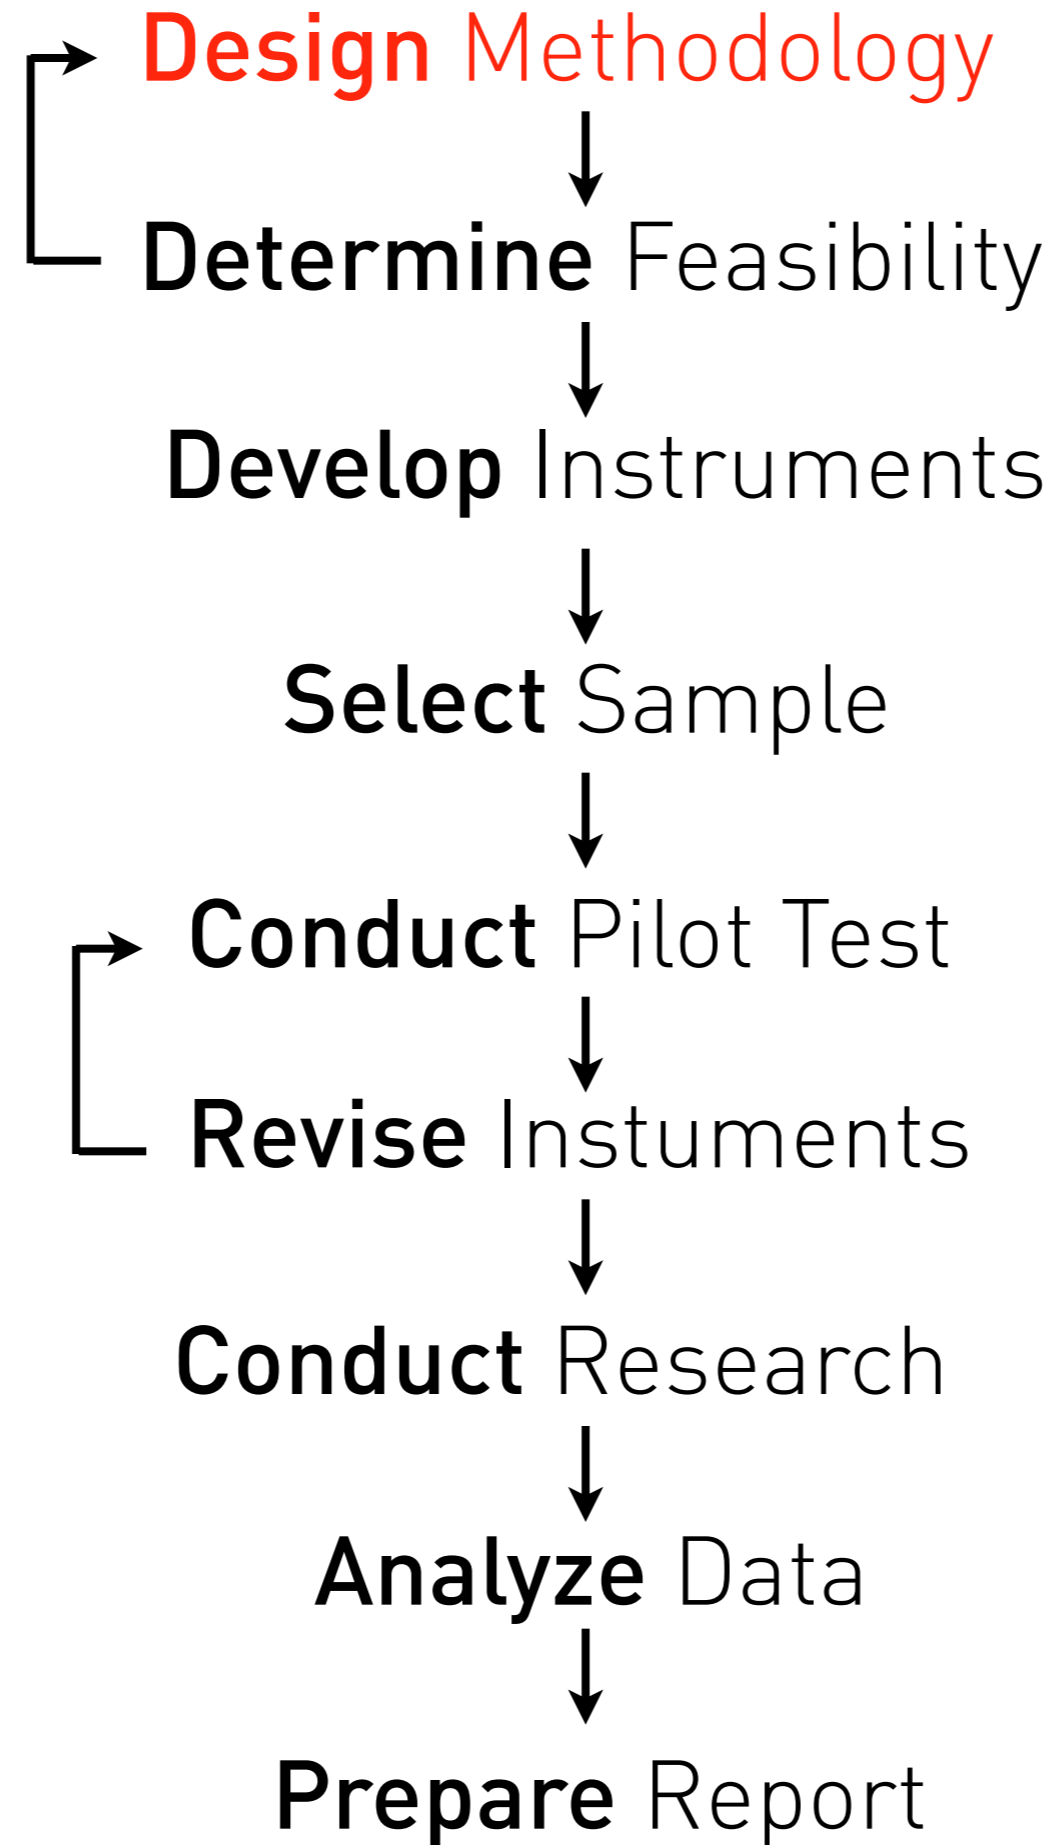 Design Methodology
Determine Feasibility
Develop Instruments
Select Sample
Conduct Pilot Test
Revise Instuments
Conduct Research
Analyze Data
Prepare Report